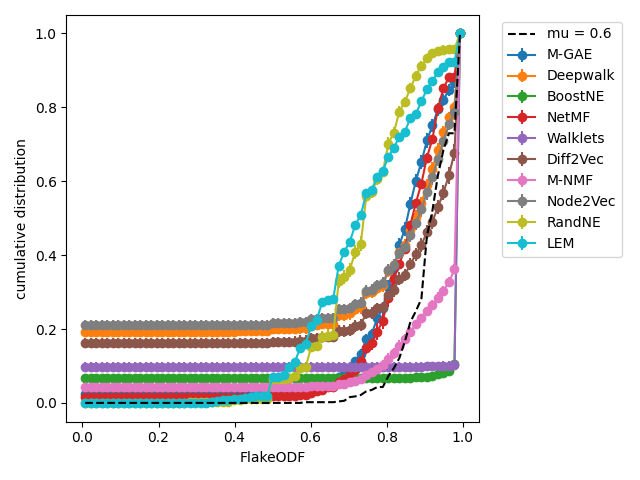 1.0
0.8
0.6
0.4
0.2
0.0
cumulative distribution
0.0 0.2 0.4 0.6 0.8 1.0
FlakeODF
mu = 0.6
M-GAE
Deepwalk
BoostNE
NetMF
Walklets
Diff2Vec
M-NMF
Node2Vec
RandNE
LEM